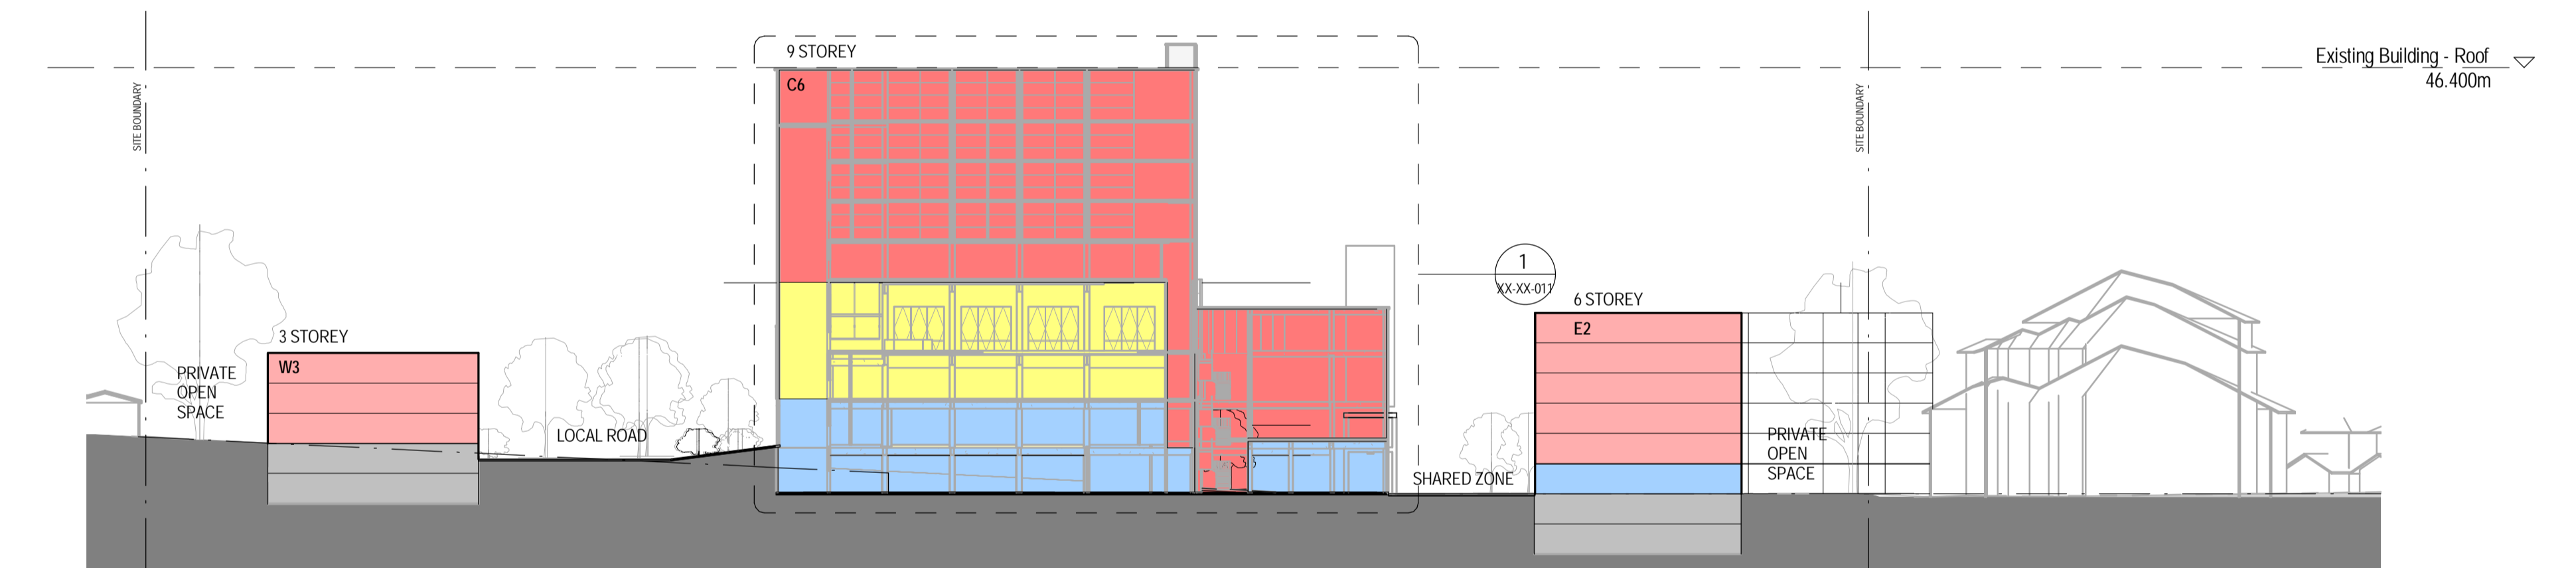 9 STOREY
C6
Existing Building - Roof
46.400m
SITE BOUNDARY
SITE BOUNDARY
1
XX-XX-011
6 STOREY
E2
3 STOREY
W3
PRIVATE
OPEN
SPACE
LOCAL ROAD
PRIVATE
OPEN
SPACE
SHARED ZONE